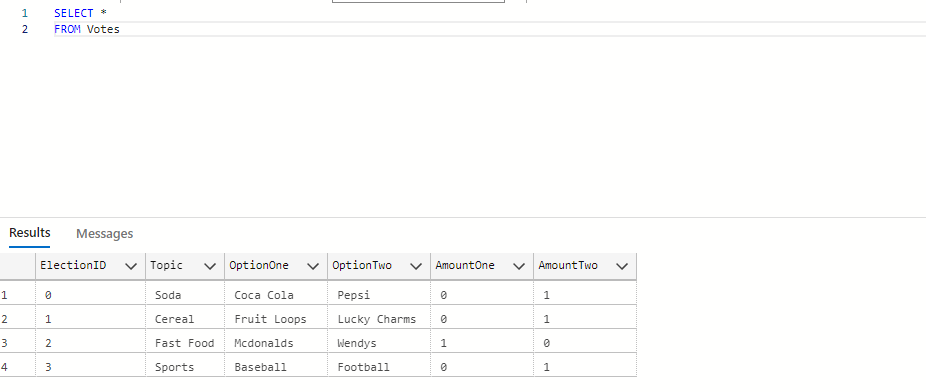 1 SELECT *
2 FROM Votes
Results Messages
ElectionID Topic OptionOne OptionTwo AmountOne AmountTwo
1 0 Soda Coca Cola Pepsi 0 1
2 1 Cereal Fruit Loops Lucky Charms 0 1
3 2 Fast Food Mcdonalds Wendys 1 0
4 3 Sports Baseball Football 0 1